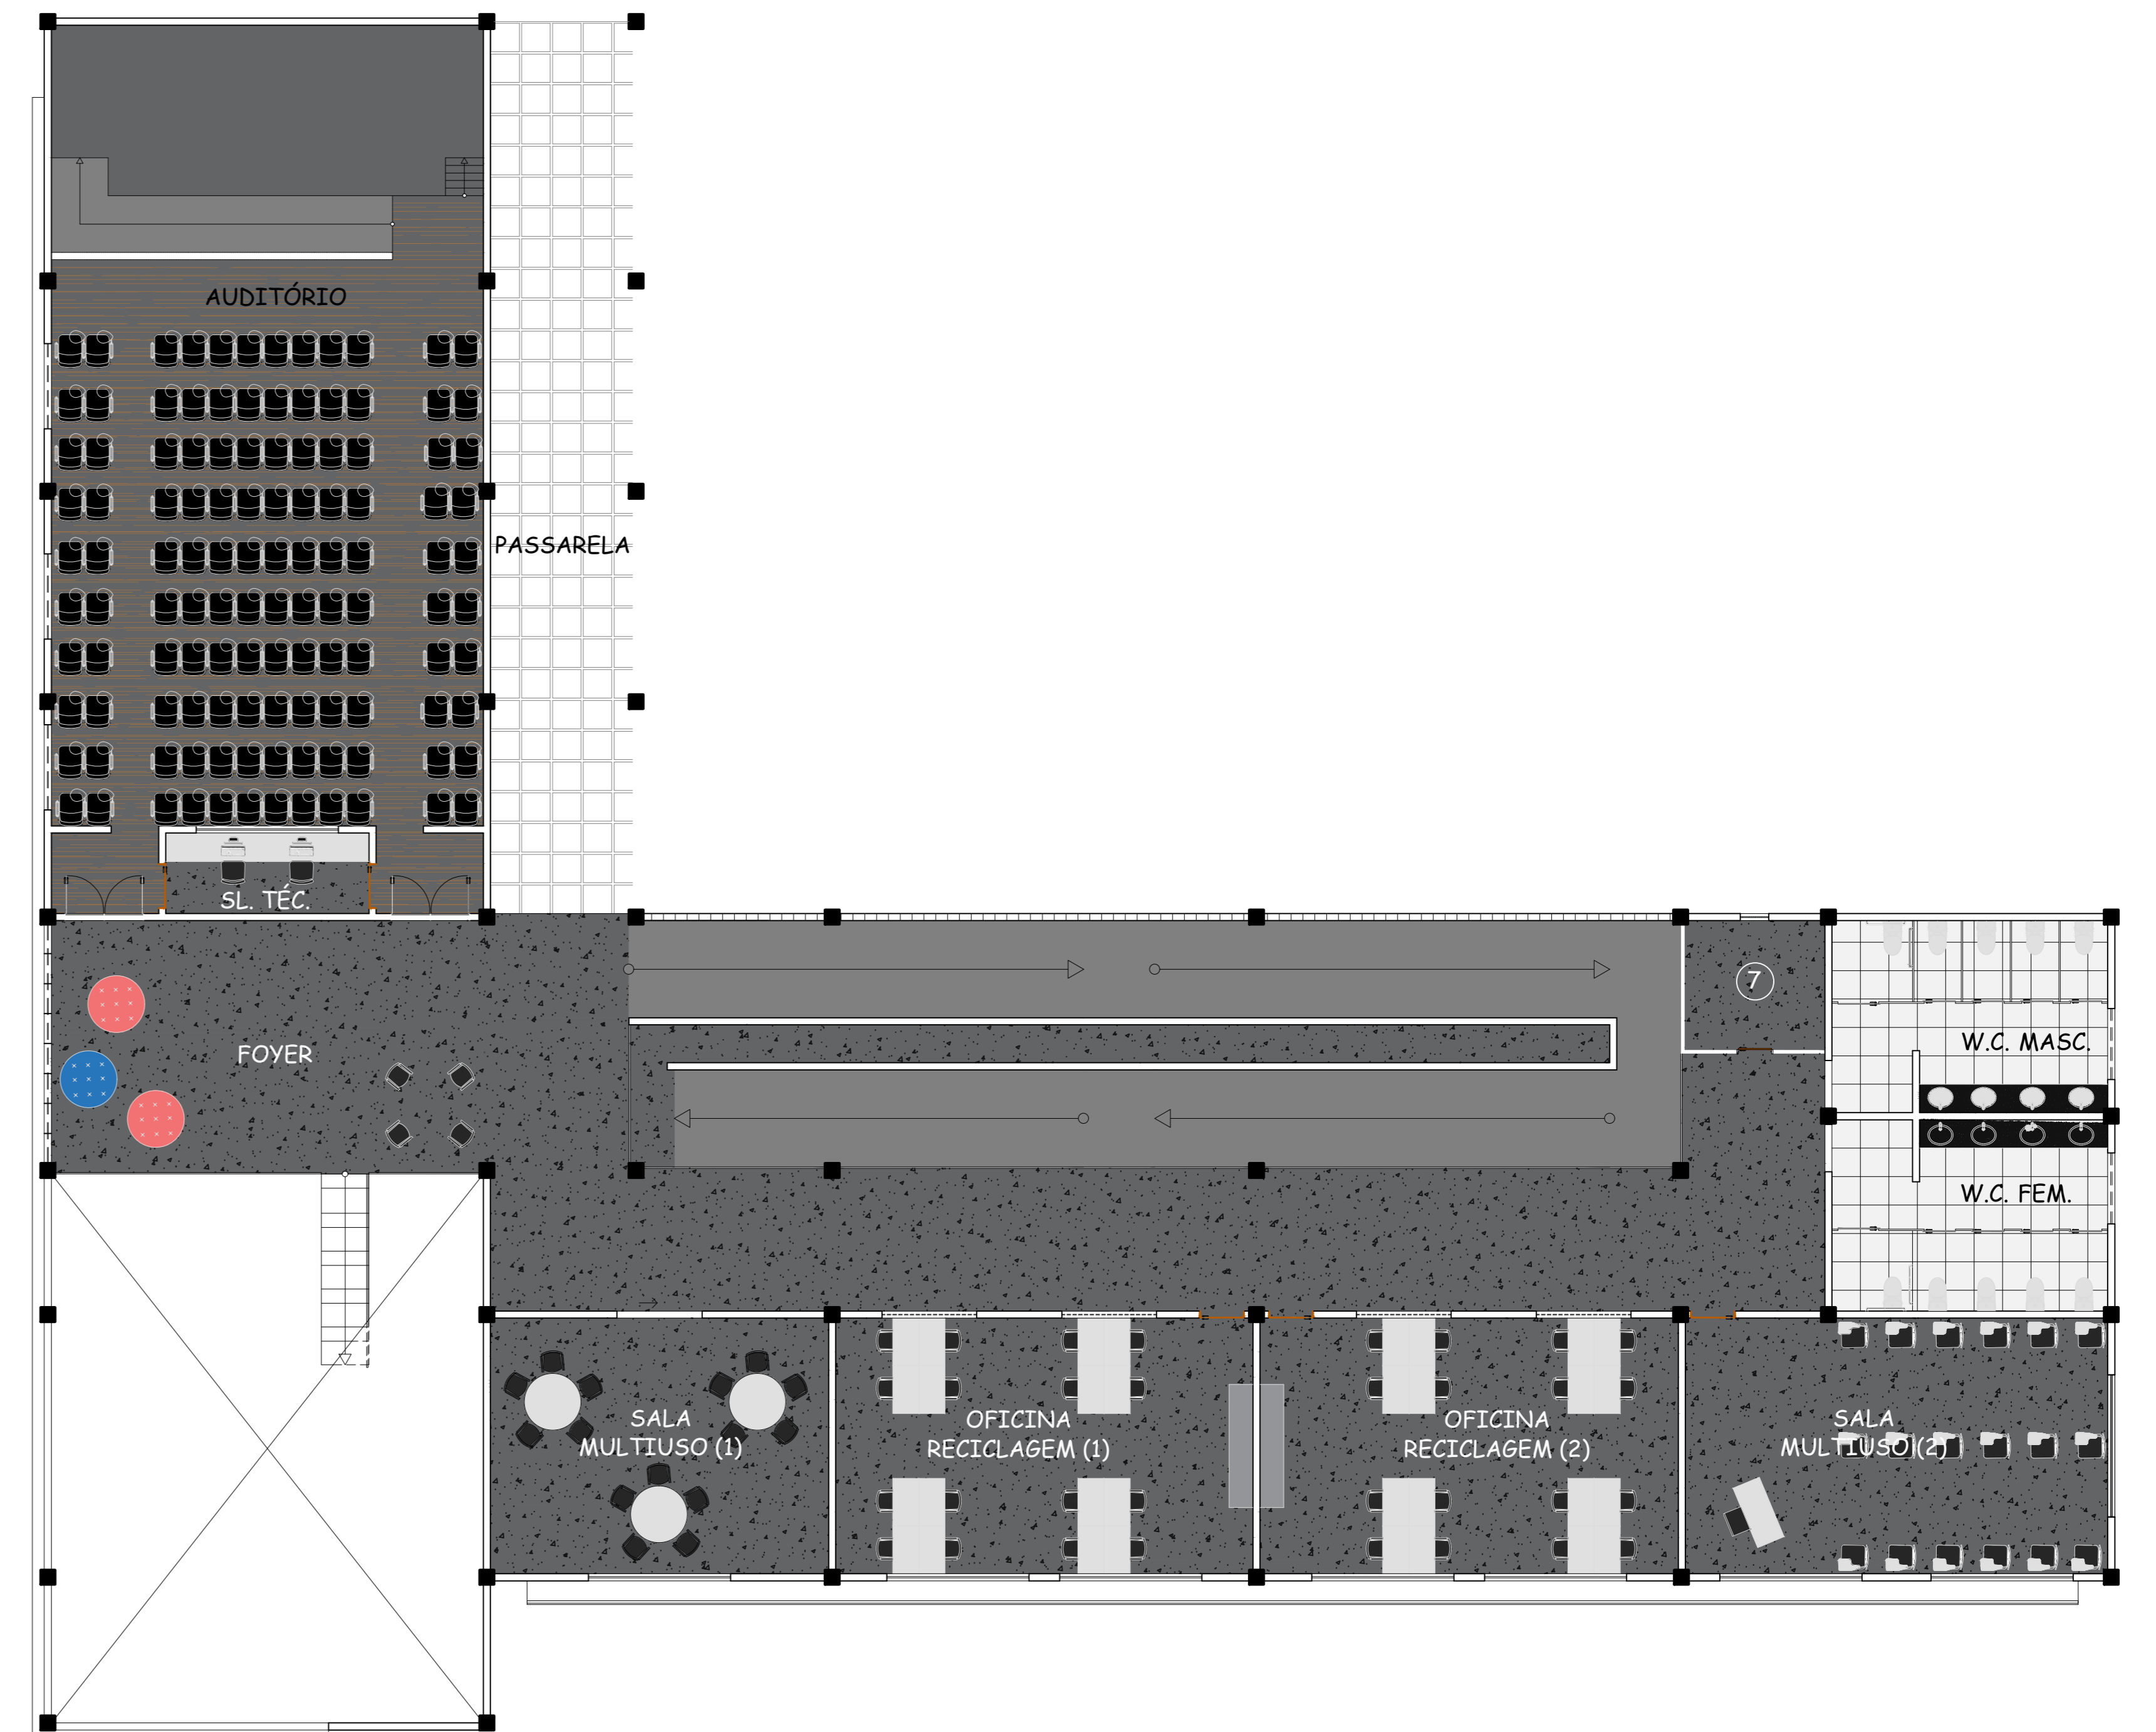 AUDITÓRIO
PASSARELA
SL. TÉC.
FOYER
7
W.C. MASC.
W.C. FEM.
SALA
MULTIUSO (1)
OFICINA
RECICLAGEM (1)
OFICINA
RECICLAGEM (2)
SALA
MULTIUSO (2)